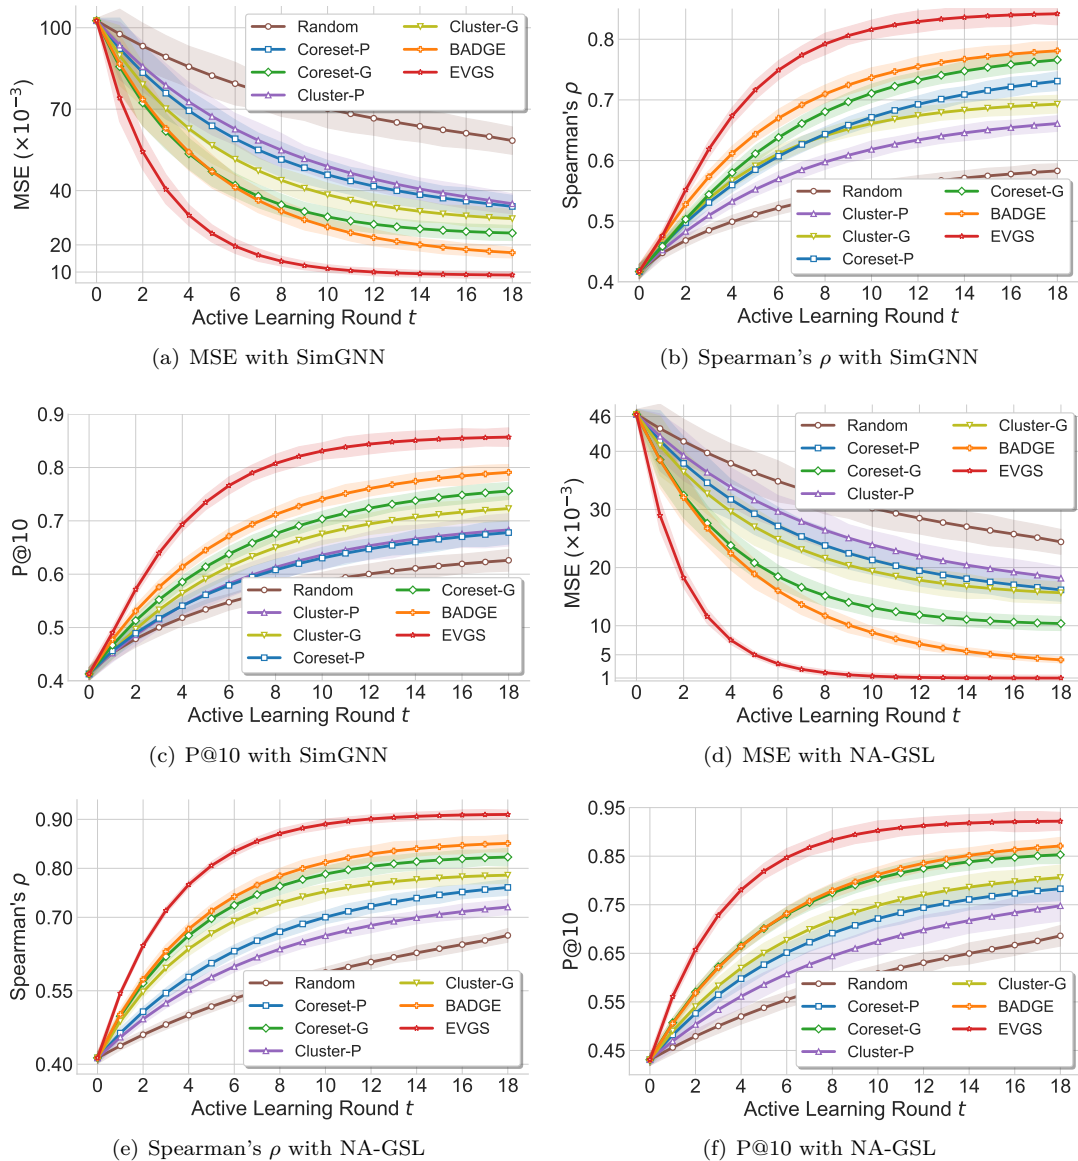 100
70
40
20
10
MSE (×10⁻³)
Random
Coreset-P
Coreset-G
Cluster-P
Cluster-G
BADGE
EVGS
0 2 4 6 8 10 12 14 16 18
Active Learning Round t
(a) MSE with SimGNN
0.8
0.7
0.6
0.5
0.4
Spearman's ρ
Random
Cluster-P
Cluster-G
Coreset-P
Coreset-G
BADGE
EVGS
0 2 4 6 8 10 12 14 16 18
Active Learning Round t
(b) Spearman's ρ with SimGNN
0.9
0.8
0.7
0.6
0.5
0.4
P@10
Random
Cluster-P
Cluster-G
Coreset-P
Coreset-G
BADGE
EVGS
0 2 4 6 8 10 12 14 16 18
Active Learning Round t
(c) P@10 with SimGNN
46
40
30
20
10
5
1
MSE (×10⁻³)
Random
Coreset-P
Coreset-G
Cluster-P
Cluster-G
BADGE
EVGS
0 2 4 6 8 10 12 14 16 18
Active Learning Round t
(d) MSE with NA-GSL
0.90
0.80
0.70
0.55
0.40
Spearman's ρ
Random
Coreset-P
Coreset-G
Cluster-P
Cluster-G
BADGE
EVGS
0 2 4 6 8 10 12 14 16 18
Active Learning Round t
(e) Spearman's ρ with NA-GSL
0.95
0.85
0.75
0.65
0.55
0.45
P@10
Random
Coreset-P
Coreset-G
Cluster-P
Cluster-G
BADGE
EVGS
0 2 4 6 8 10 12 14 16 18
Active Learning Round t
(f) P@10 with NA-GSL